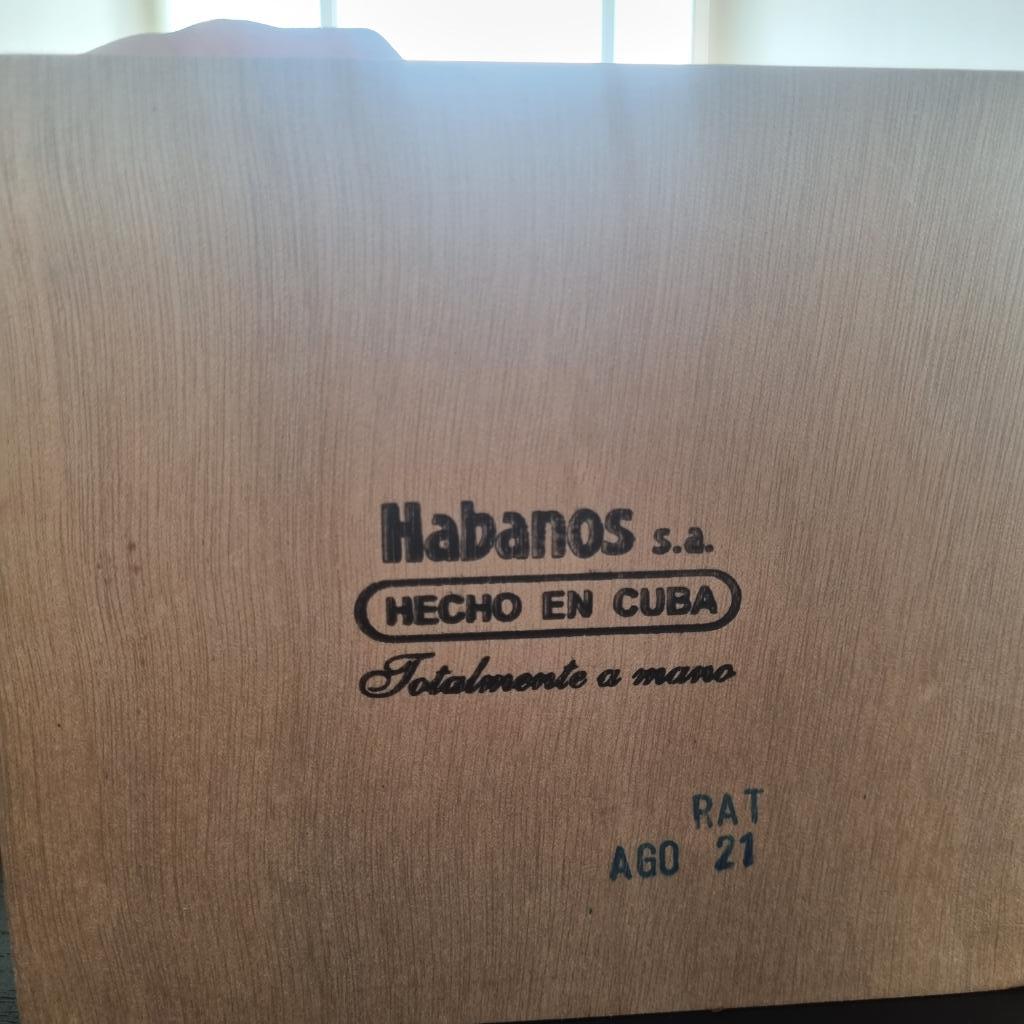 Habanos s.a.
HECHO EN CUBA
Totalmente a mano
RAT
AGO 21